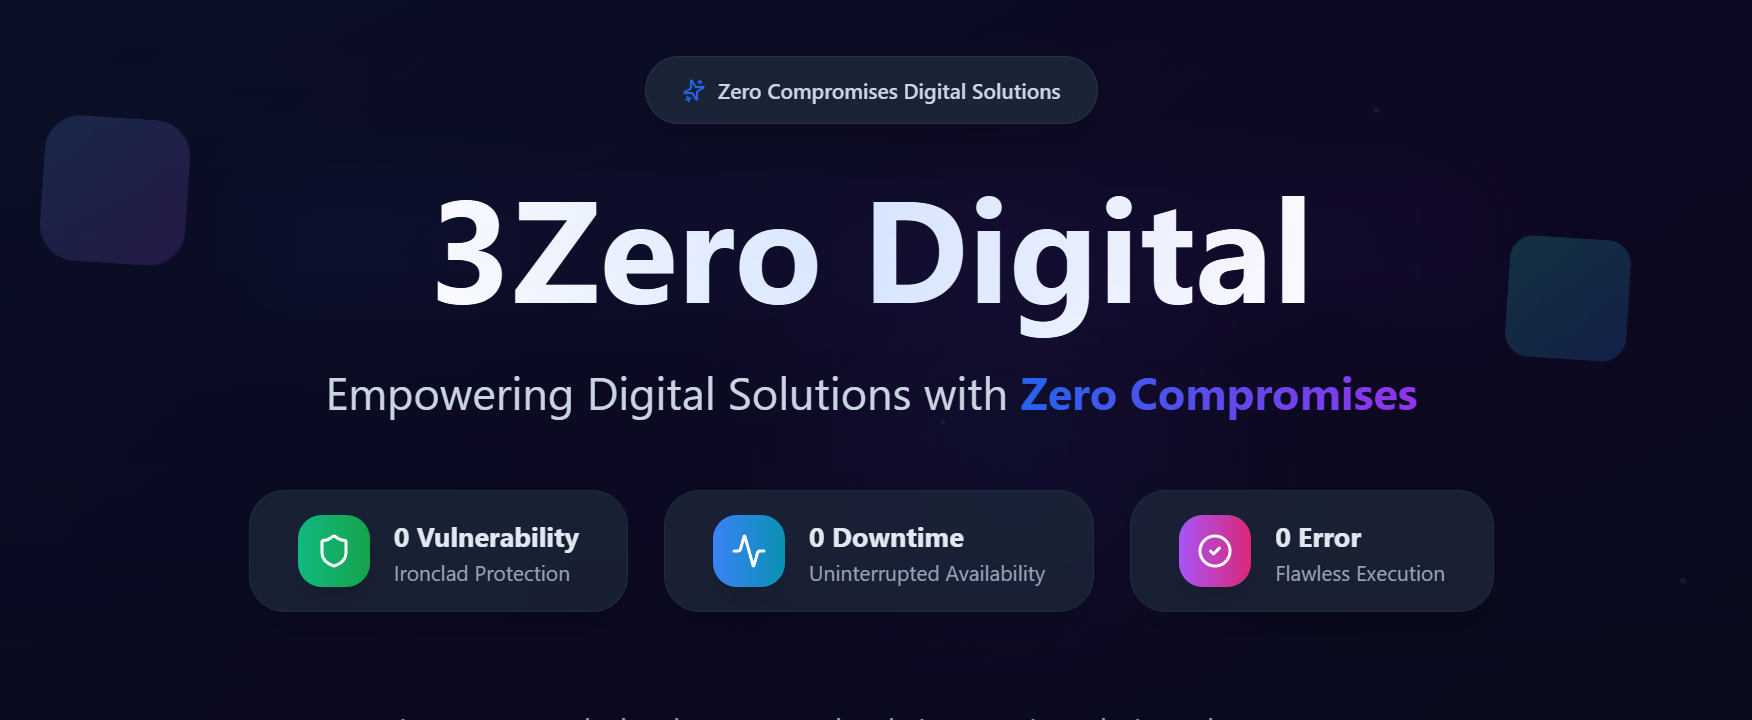 Zero Compromises Digital Solutions
3Zero Digital
Empowering Digital Solutions with Zero Compromises
0 Vulnerability
Ironclad Protection
0 Downtime
Uninterrupted Availability
0 Error
Flawless Execution